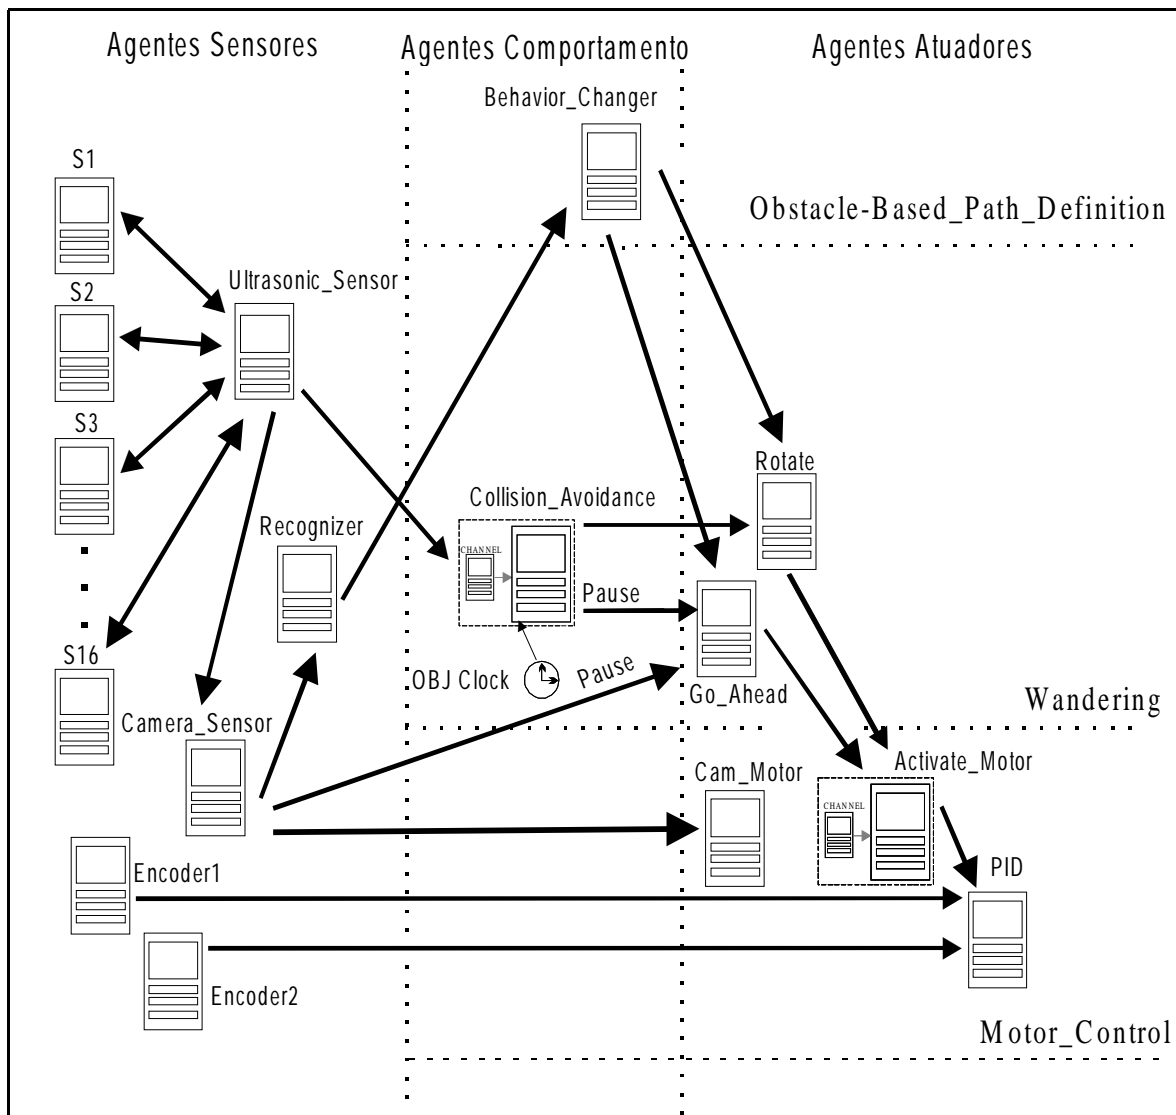 Agentes Sensores
Agentes Comportamento
Agentes Atuadores
Behavior_Changer
S1
Obstacle-Based_Path_Definition
Ultrasonic_Sensor
S2
S3
Rotate
Collision_Avoidance
Recognizer
CHANNEL
Pause
S16
OBJ Clock
Pause
Go_Ahead
Wandering
Camera_Sensor
Activate_Motor
Cam_Motor
CHANNEL
Encoder1
PID
Encoder2
Motor_Control